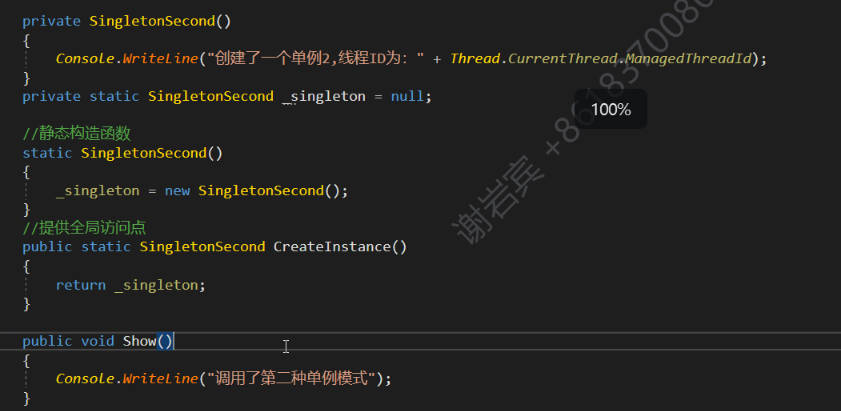 private SingletonSecond()
{
Console.WriteLine("创建了一个单例2,线程ID为: " + Thread.CurrentThread.ManagedThreadId);
}
private static SingletonSecond _singleton = null;
100%
//静态构造函数
static SingletonSecond()
{
_singleton = new SingletonSecond();
}
//提供全局访问点
public static SingletonSecond CreateInstance()
{
return _singleton;
}
public void Show()
{
Console.WriteLine("调用了第二种单例模式");
}
谢岩宾